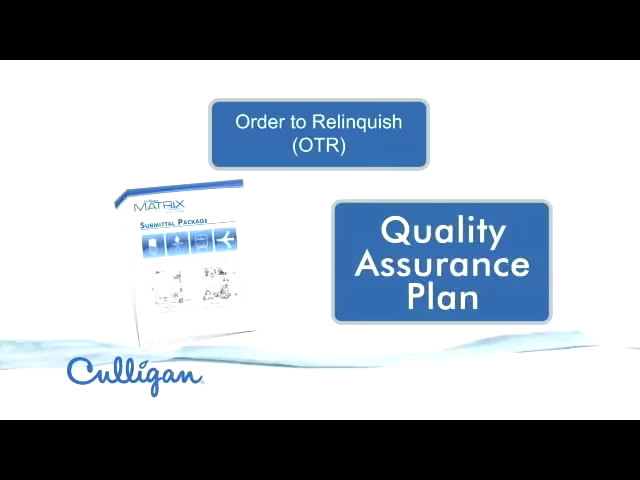 Order to Relinquish
(OTR)
MATRIX
SUBMITTAL PACKAGE
Quality
Assurance
Plan
Culligan